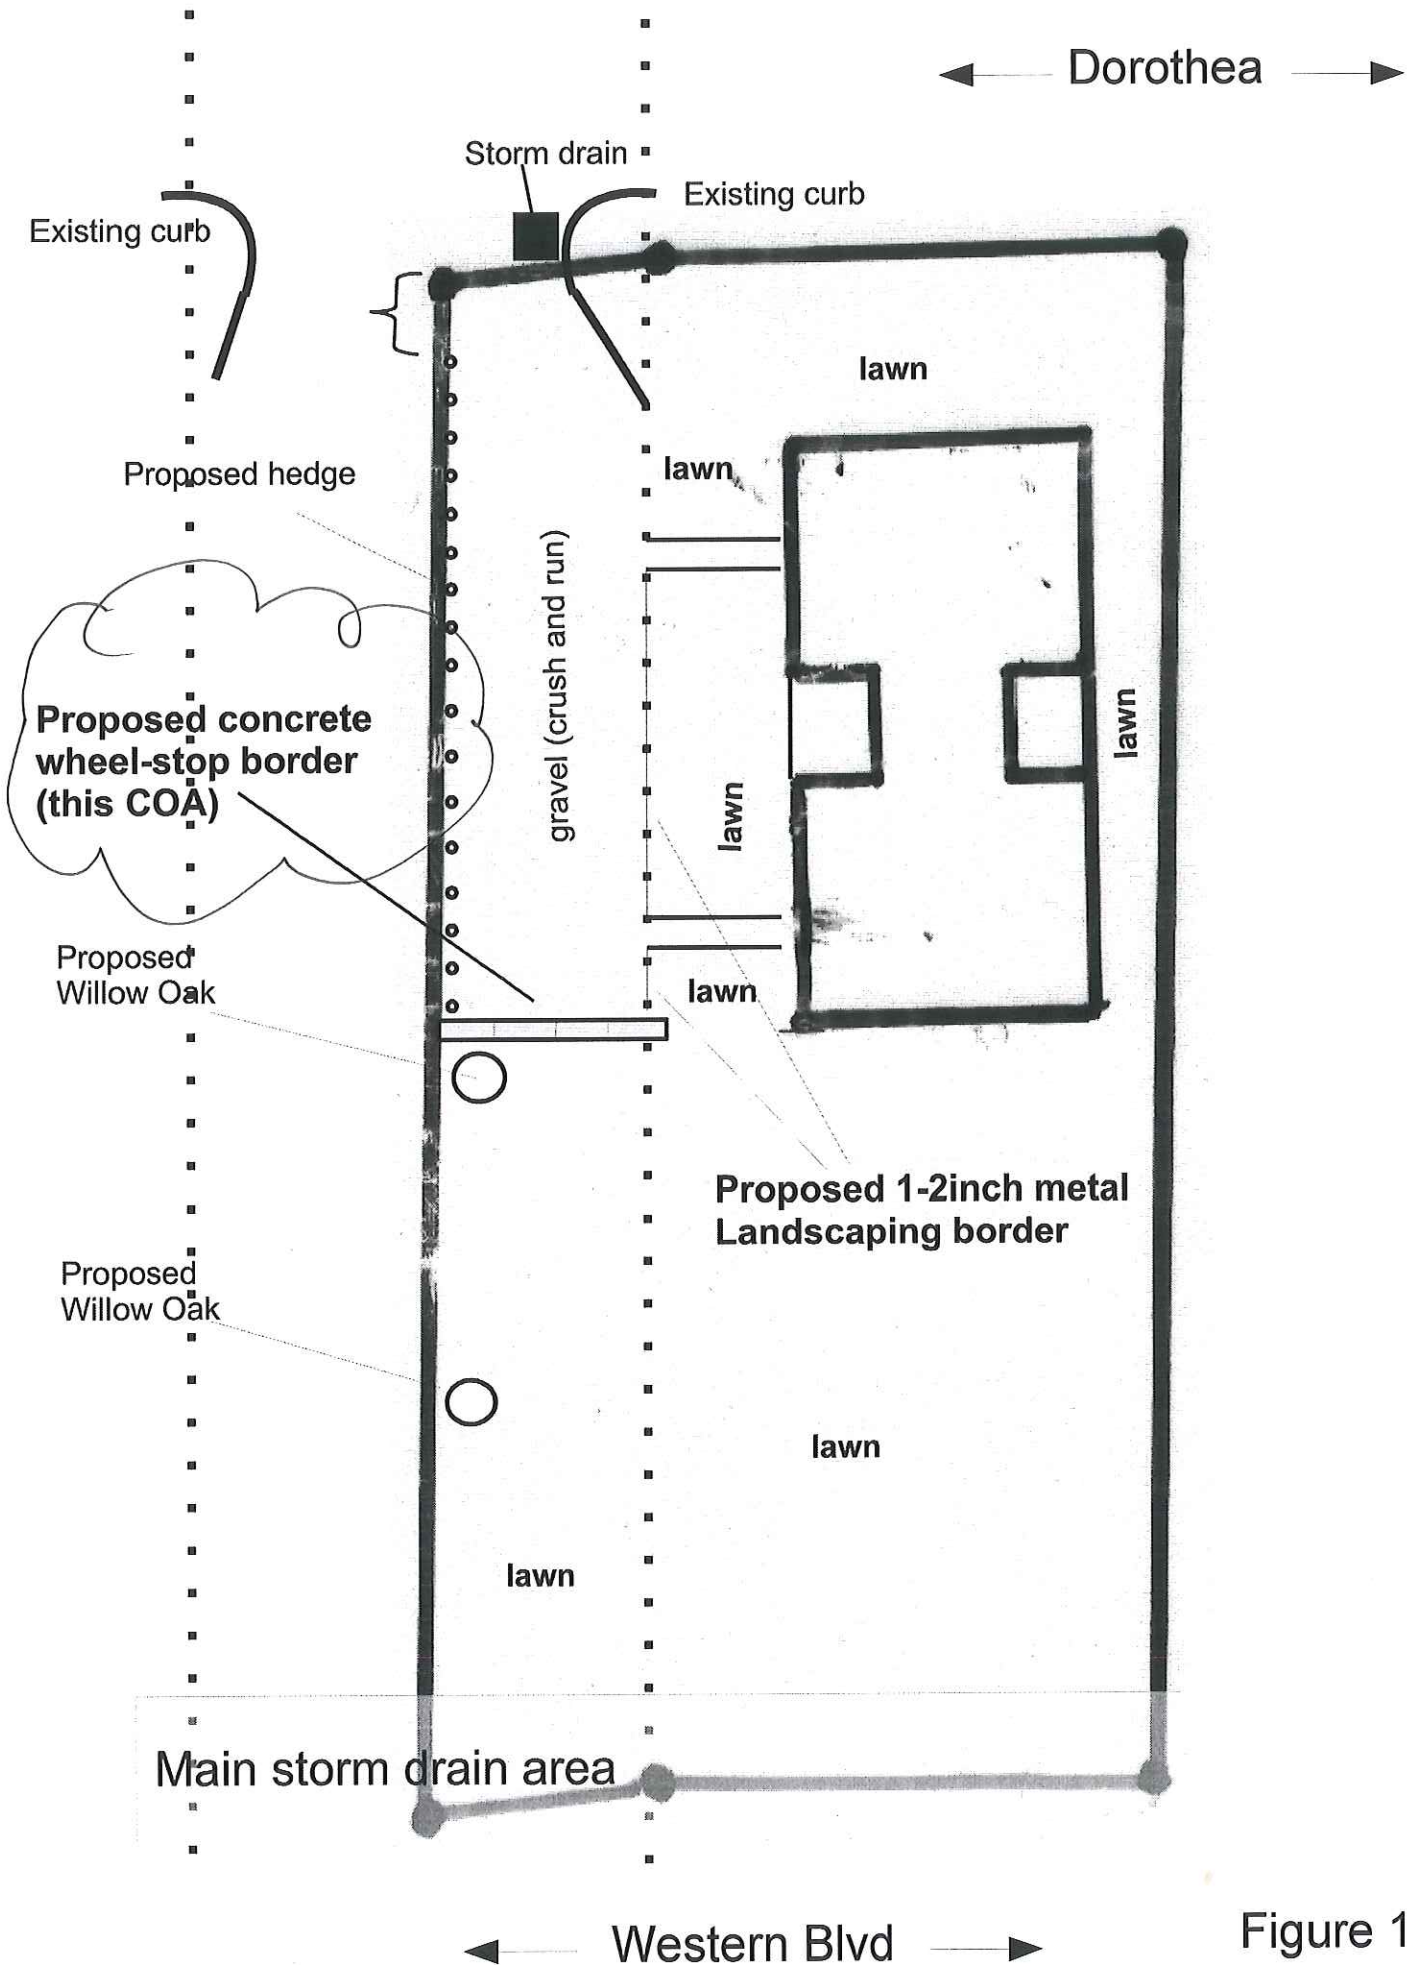 Dorothea
Storm drain
Existing curb
Existing curb
lawn
lawn
Proposed hedge
gravel (crush and run)
Proposed concrete
wheel-stop border
(this COA)
lawn
lawn
Proposed
Willow Oak
lawn
Proposed 1-2inch metal
Landscaping border
Proposed
Willow Oak
lawn
lawn
Main storm drain area
Western Blvd
Figure 1